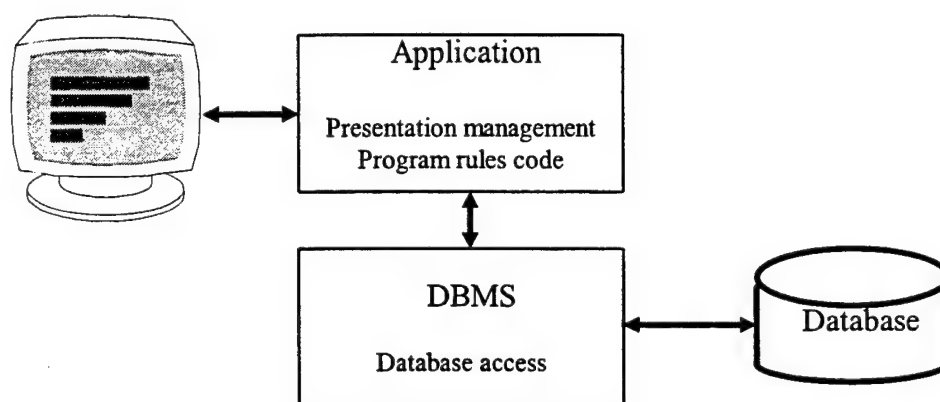 Application
Presentation management
Program rules code
DBMS
Database access
Database